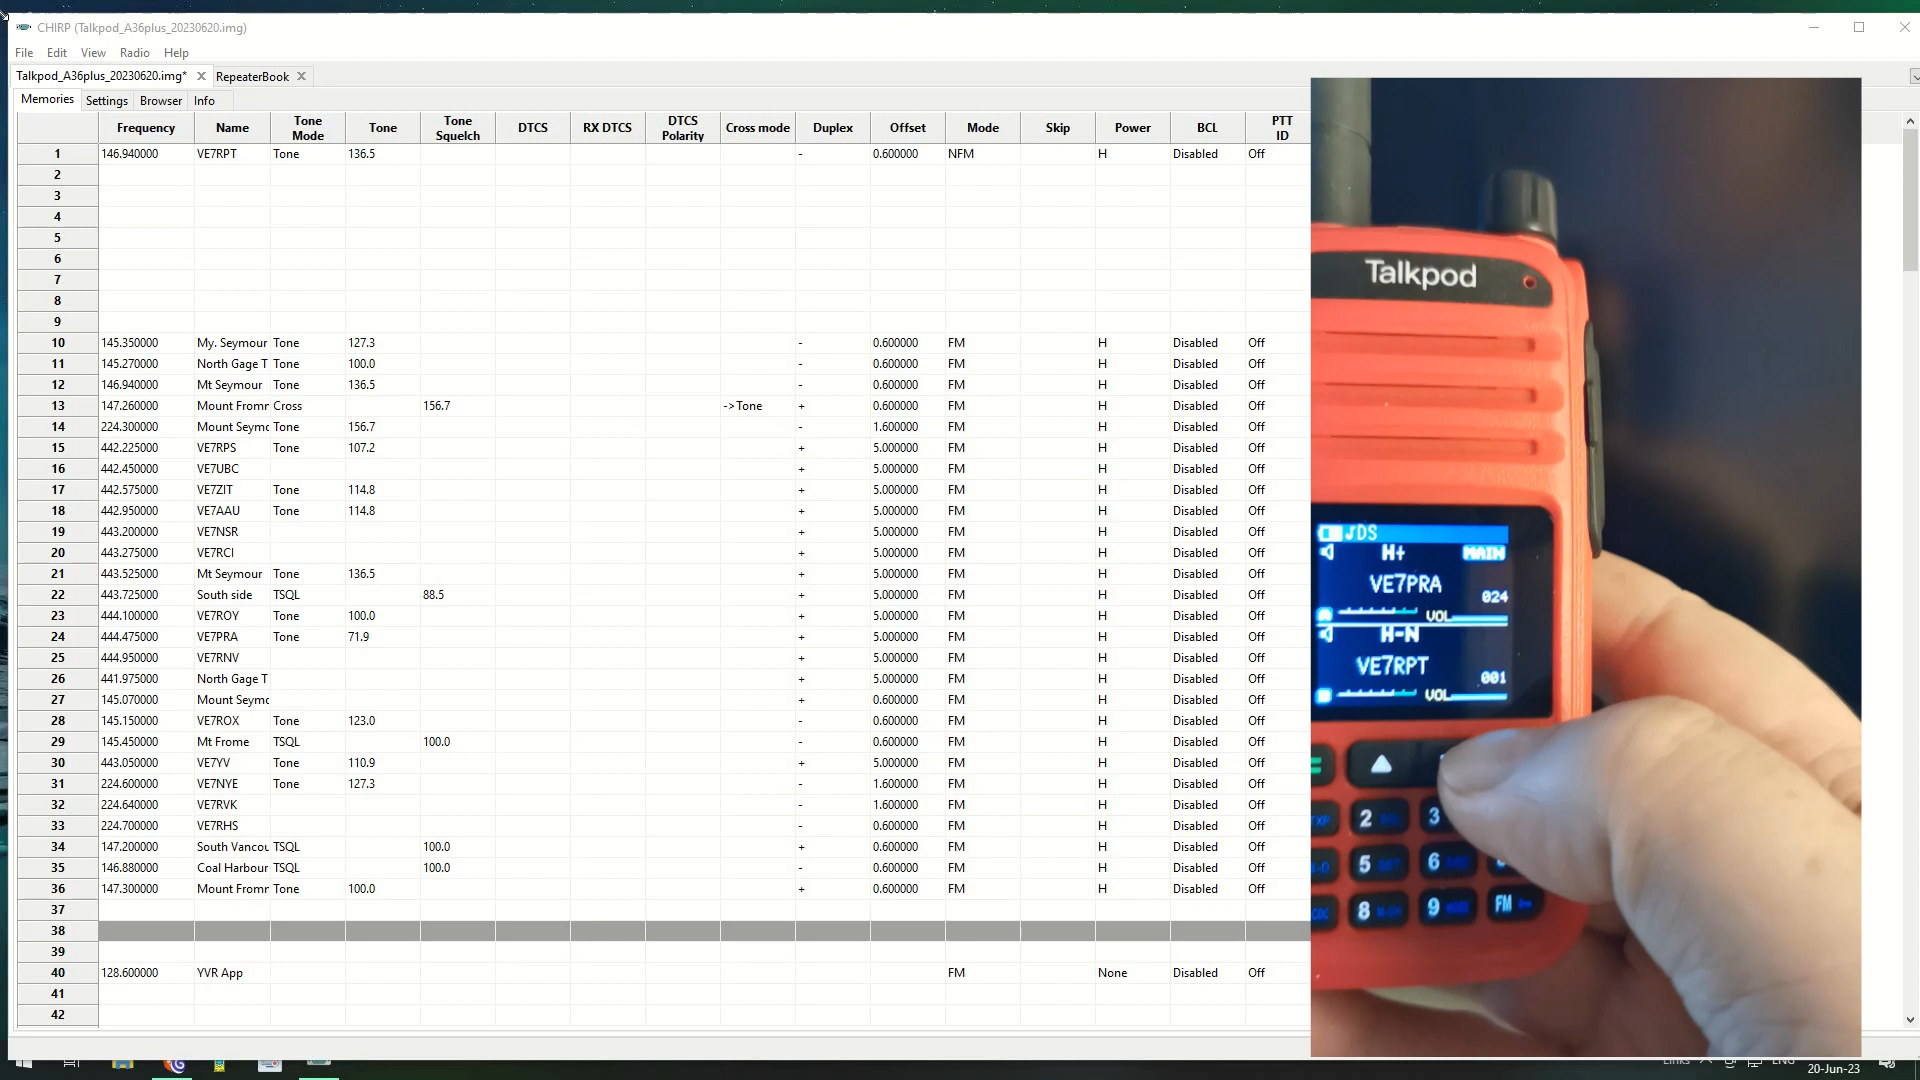 CHIRP (Talkpod_A36plus_20230620.img)
File Edit View Radio Help
Talkpod_A36plus_20230620.img* RepeaterBook
Memories Settings Browser Info
Frequency Name Tone Mode Tone Tone Squelch DTCS RX DTCS DTCS Polarity Cross mode Duplex Offset Mode Skip Power BCL PTT ID
1 146.940000 VE7RPT Tone 136.5 - 0.600000 NFM H Disabled Off
2
3
4
5
6
7
8
9
10 145.350000 My. Seymour Tone 127.3 - 0.600000 FM H Disabled Off
11 145.270000 North Gage T Tone 100.0 - 0.600000 FM H Disabled Off
12 146.940000 Mt Seymour Tone 136.5 - 0.600000 FM H Disabled Off
13 147.260000 Mount Fromm Cross 156.7 ->Tone + 0.600000 FM H Disabled Off
14 224.300000 Mount Seymo Tone 156.7 - 1.600000 FM H Disabled Off
15 442.225000 VE7RPS Tone 107.2 + 5.000000 FM H Disabled Off
16 442.450000 VE7UBC + 5.000000 FM H Disabled Off
17 442.575000 VE7ZIT Tone 114.8 + 5.000000 FM H Disabled Off
18 442.950000 VE7AAU Tone 114.8 + 5.000000 FM H Disabled Off
19 443.200000 VE7NSR + 5.000000 FM H Disabled Off
20 443.275000 VE7RCI + 5.000000 FM H Disabled Off
21 443.525000 Mt Seymour Tone 136.5 + 5.000000 FM H Disabled Off
22 443.725000 South side TSQL 88.5 + 5.000000 FM H Disabled Off
23 444.100000 VE7ROY Tone 100.0 + 5.000000 FM H Disabled Off
24 444.475000 VE7PRA Tone 71.9 + 5.000000 FM H Disabled Off
25 444.950000 VE7RNV + 5.000000 FM H Disabled Off
26 441.975000 North Gage T + 5.000000 FM H Disabled Off
27 145.070000 Mount Seymo + 0.600000 FM H Disabled Off
28 145.150000 VE7ROX Tone 123.0 - 0.600000 FM H Disabled Off
29 145.450000 Mt Frome TSQL 100.0 - 0.600000 FM H Disabled Off
30 443.050000 VE7YV Tone 110.9 + 5.000000 FM H Disabled Off
31 224.600000 VE7NYE Tone 127.3 - 1.600000 FM H Disabled Off
32 224.640000 VE7RVK - 1.600000 FM H Disabled Off
33 224.700000 VE7RHS - 0.600000 FM H Disabled Off
34 147.200000 South Vancou TSQL 100.0 + 0.600000 FM H Disabled Off
35 146.880000 Coal Harbour TSQL 100.0 - 0.600000 FM H Disabled Off
36 147.300000 Mount Fromm Tone 100.0 + 0.600000 FM H Disabled Off
37
38
39
40 128.600000 YVR App FM None Disabled Off
41
42
Talkpod
DS
H+ MAIN
VE7PRA
024
VOL
H-N
VE7RPT
001
VOL
2 3
5 6
8 9 FM
Links ENG
20-Jun-23